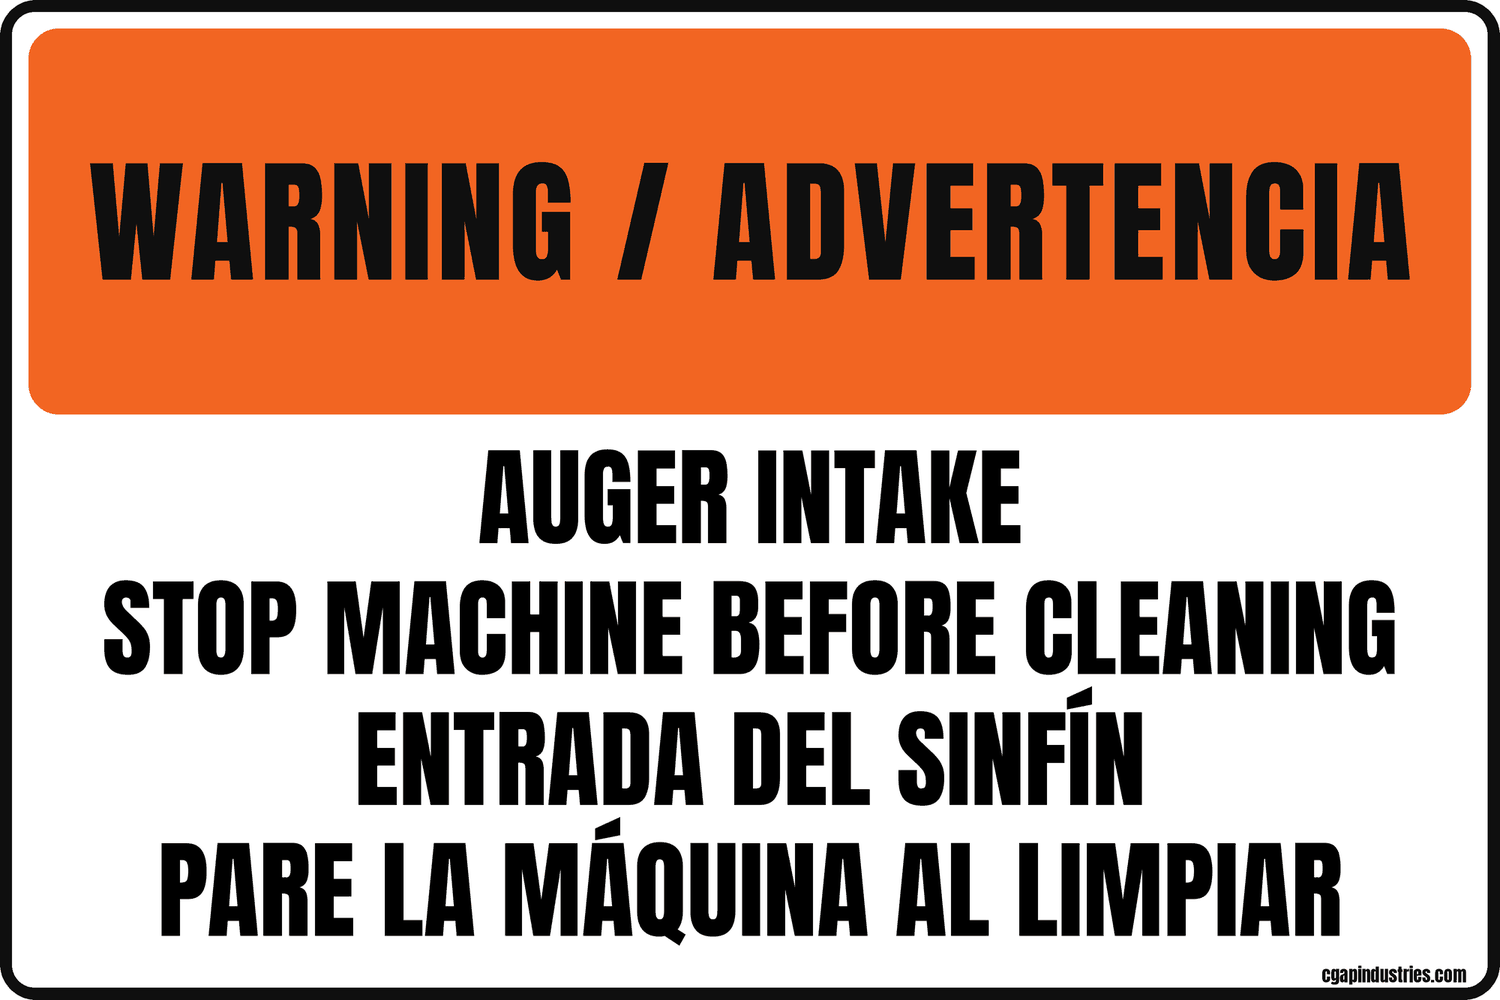 WARNING / ADVERTENCIA
AUGER INTAKE
STOP MACHINE BEFORE CLEANING
ENTRADA DEL SINFÍN
PARE LA MÁQUINA AL LIMPIAR
cgapindustries.com